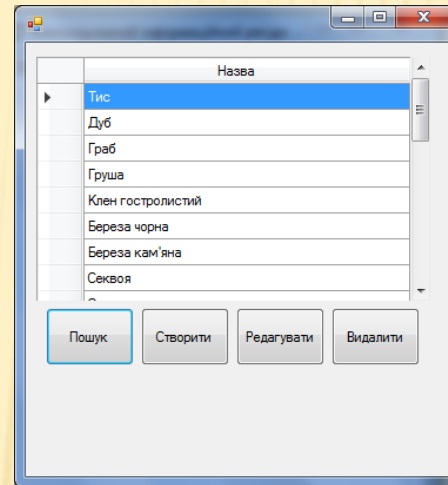 Назва
Тис
Дуб
Граб
Груша
Клен гостролистий
Береза чорна
Береза кам'яна
Секвоя
Пошук
Створити
Редагувати
Видалити